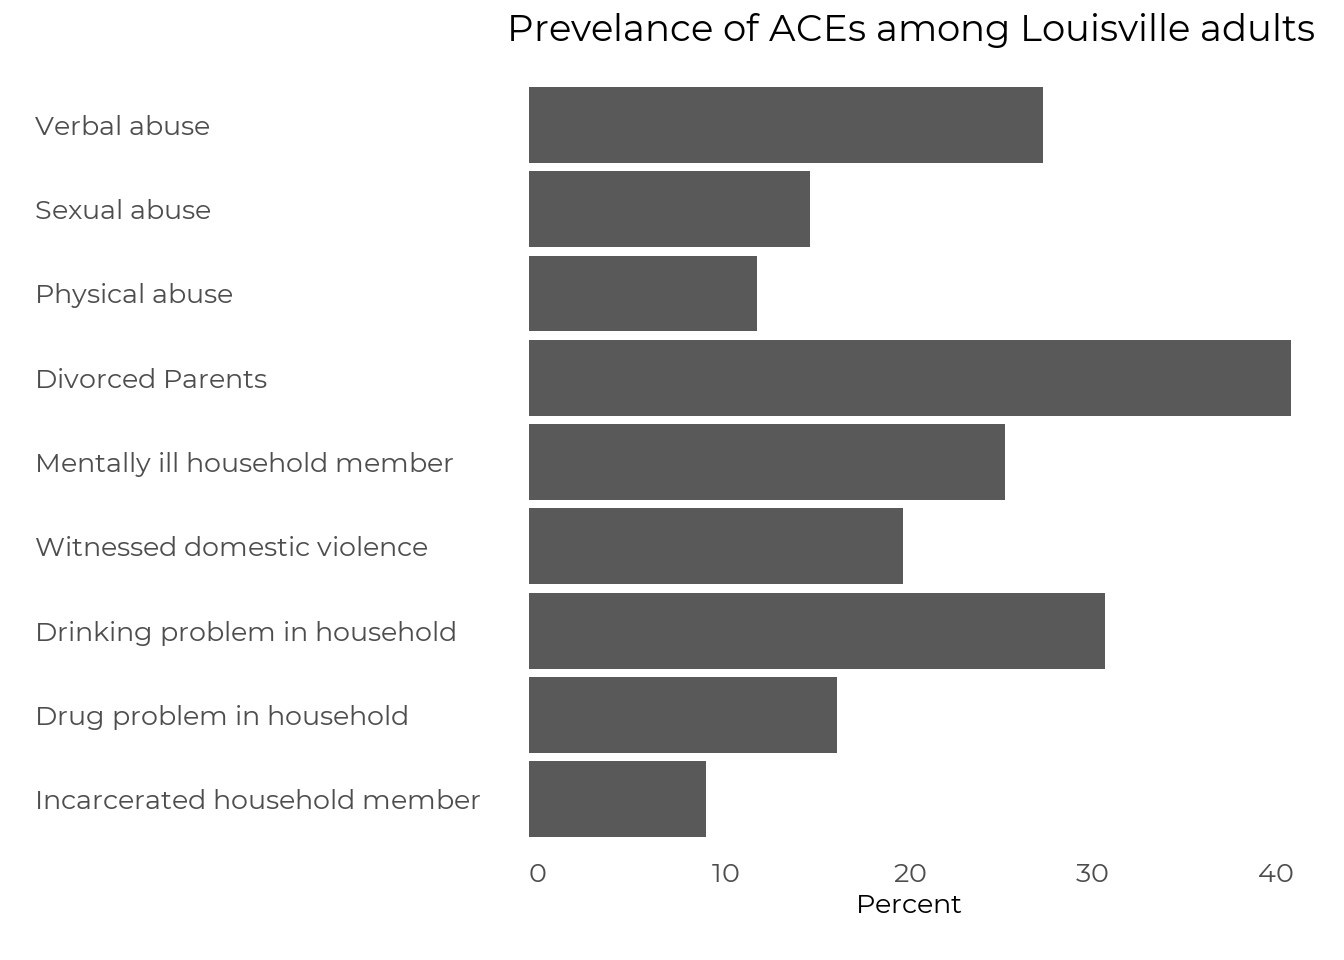 Prevelance of ACEs among Louisville adults
Verbal abuse
Sexual abuse
Physical abuse
Divorced Parents
Mentally ill household member
Witnessed domestic violence
Drinking problem in household
Drug problem in household
Incarcerated household member
0 10 20 30 40
Percent